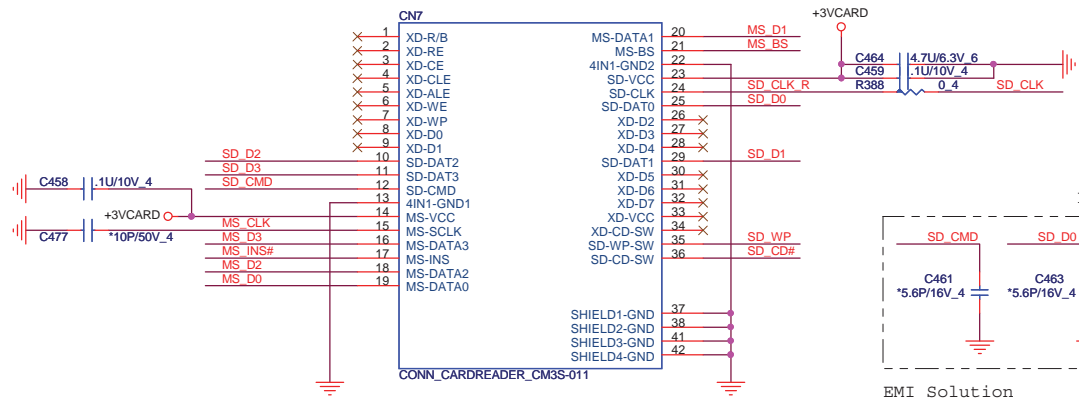 CN7
1 XD-R/B
2 XD-RE
3 XD-CE
4 XD-CLE
5 XD-ALE
6 XD-WE
7 XD-WP
8 XD-D0
9 XD-D1
SD_D2 10 SD-DAT2
SD_D3 11 SD-DAT3
SD_CMD 12 SD-CMD
13 4IN1-GND1
14 MS-VCC
MS_CLK 15 MS-SCLK
MS_D3 16 MS-DATA3
MS_INS# 17 MS-INS
MS_D2 18 MS-DATA2
MS_D0 19 MS-DATA0
C458 .1U/10V_4
+3VCARD
C477 *10P/50V_4
MS-DATA1 20 MS_D1
MS-BS 21 MS_BS
4IN1-GND2 22
SD-VCC 23
SD-CLK 24 SD_CLK_R
SD-DAT0 25 SD_D0
XD-D2 26
XD-D3 27
XD-D4 28
SD-DAT1 29 SD_D1
XD-D5 30
XD-D6 31
XD-D7 32
XD-VCC 33
XD-CD-SW 34
SD-WP-SW 35 SD_WP
SD-CD-SW 36 SD_CD#
SHIELD1-GND 37
SHIELD2-GND 38
SHIELD3-GND 41
SHIELD4-GND 42
CONN_CARDREADER_CM3S-011
+3VCARD
C464 4.7U/6.3V_6
C459 .1U/10V_4
R388 0_4 SD_CLK
SD_CMD SD_D0
C461 C463
*5.6P/16V_4 *5.6P/16V_4
EMI Solution